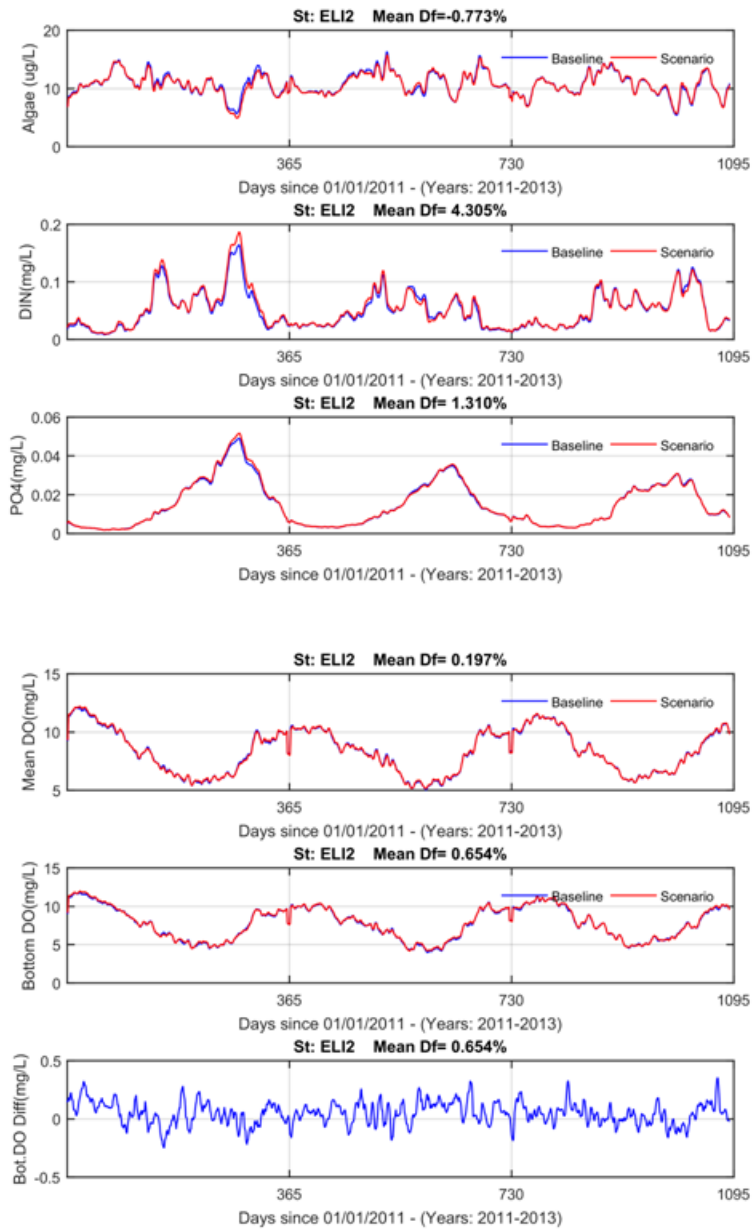 St: ELI2 Mean Df=-0.773%
20
10
0
Algae (ug/L)
Baseline Scenario
365 730 1095
Days since 01/01/2011 - (Years: 2011-2013)
St: ELI2 Mean Df= 4.305%
0.2
0.1
0
DIN(mg/L)
Baseline Scenario
365 730 1095
Days since 01/01/2011 - (Years: 2011-2013)
St: ELI2 Mean Df= 1.310%
0.06
0.04
0.02
0
PO4(mg/L)
Baseline Scenario
365 730 1095
Days since 01/01/2011 - (Years: 2011-2013)
St: ELI2 Mean Df= 0.197%
15
10
5
Mean DO(mg/L)
Baseline Scenario
365 730 1095
Days since 01/01/2011 - (Years: 2011-2013)
St: ELI2 Mean Df= 0.654%
15
10
5
0
Bottom DO(mg/L)
Baseline Scenario
365 730 1095
Days since 01/01/2011 - (Years: 2011-2013)
St: ELI2 Mean Df= 0.654%
0.5
0
-0.5
Bot.DO Diff(mg/L)
365 730 1095
Days since 01/01/2011 - (Years: 2011-2013)